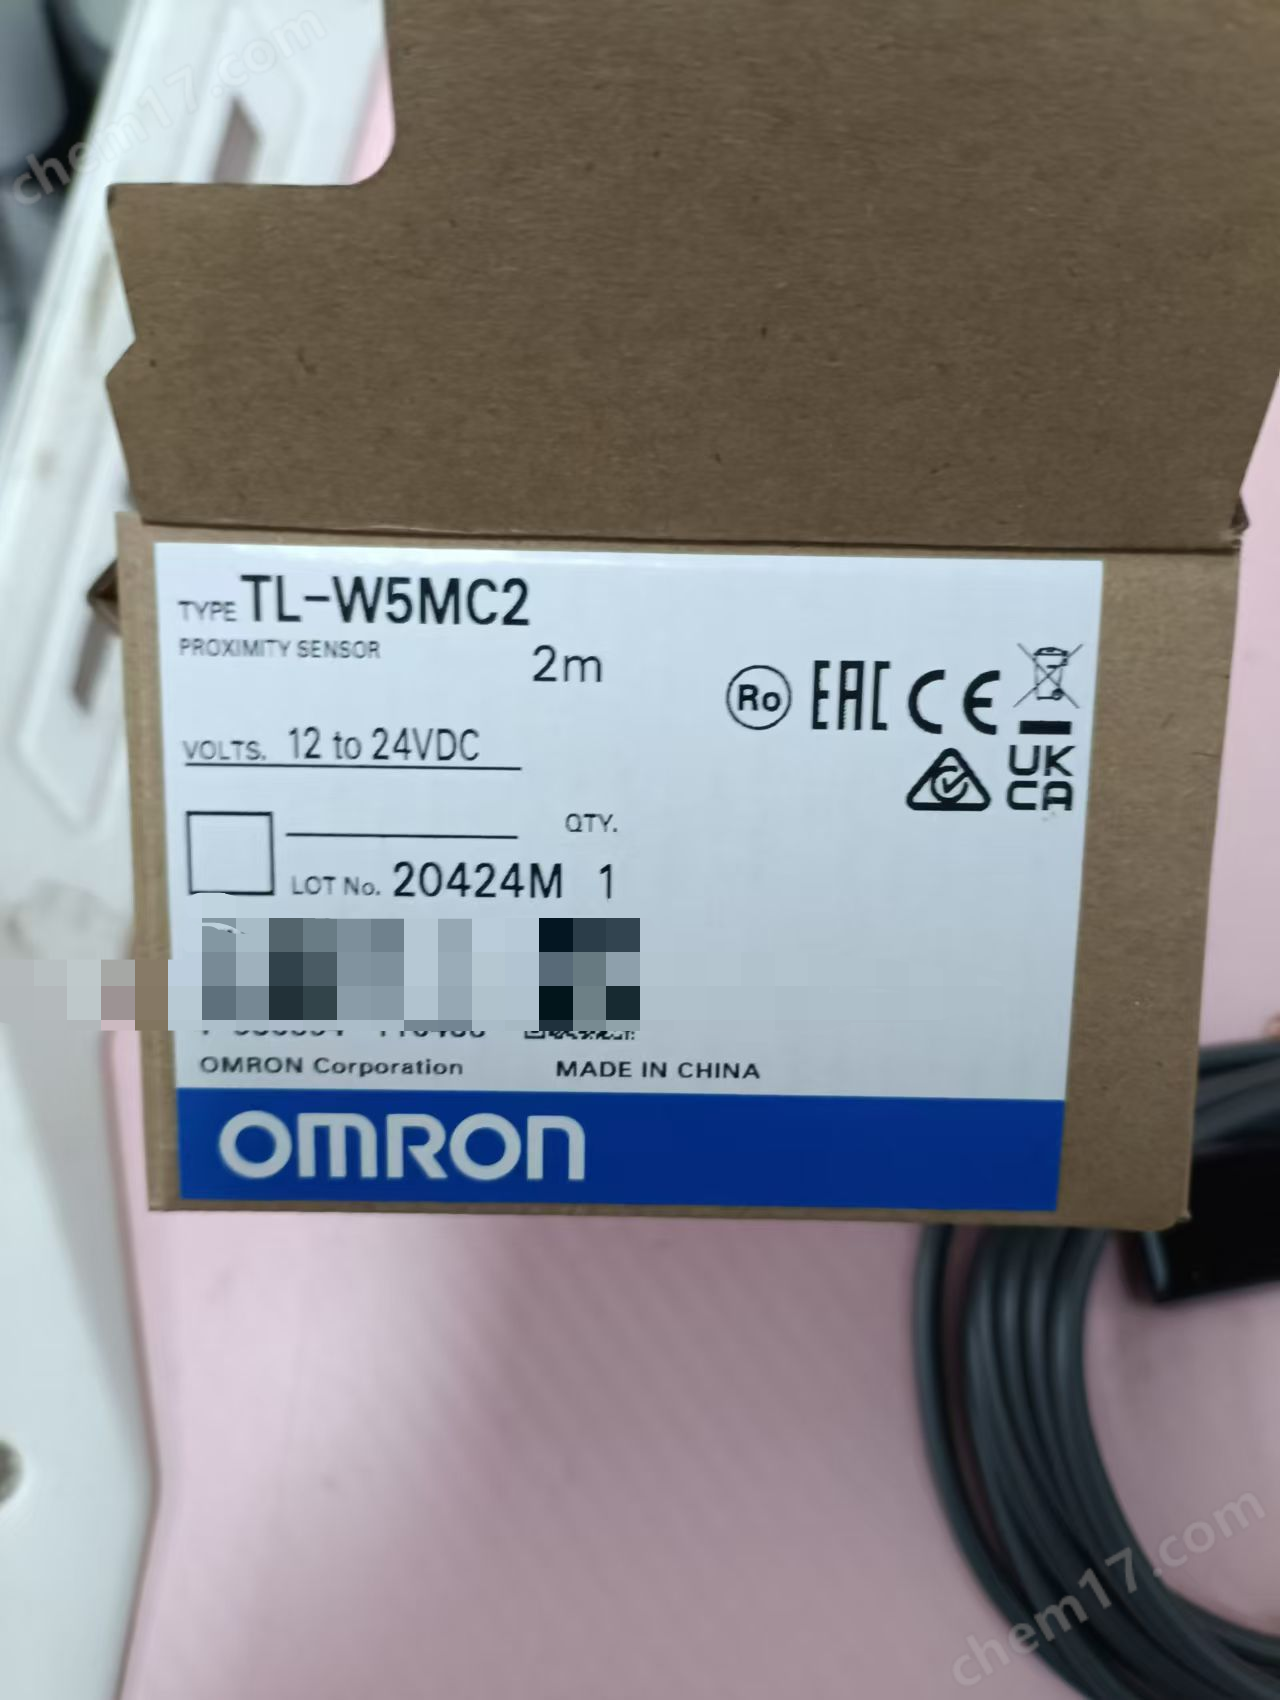 chem17.com
TYPE TL-W5MC2
PROXIMITY SENSOR
2m
Ro EAC CE
VOLTS. 12 to 24VDC
UK
CA
QTY.
LOT No. 20424M 1
OMRON Corporation MADE IN CHINA
OMRON
chem17.com